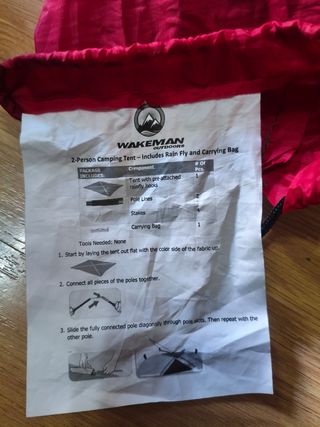 WAKEMAN
OUTDOORS
2-Person Camping Tent – Includes Rain Fly and Carrying Bag
PACKAGE INCLUDES: Component # Of Pcs.
Tent with pre-attached rainfly hooks 1
Pole Lines
Stakes
Carrying Bag 1
Tools Needed: None
1. Start by laying the tent out flat with the color side of the fabric up.
2. Connect all pieces of the poles together.
3. Slide the fully connected pole diagonally through pole slots. Then repeat with the
other pole.